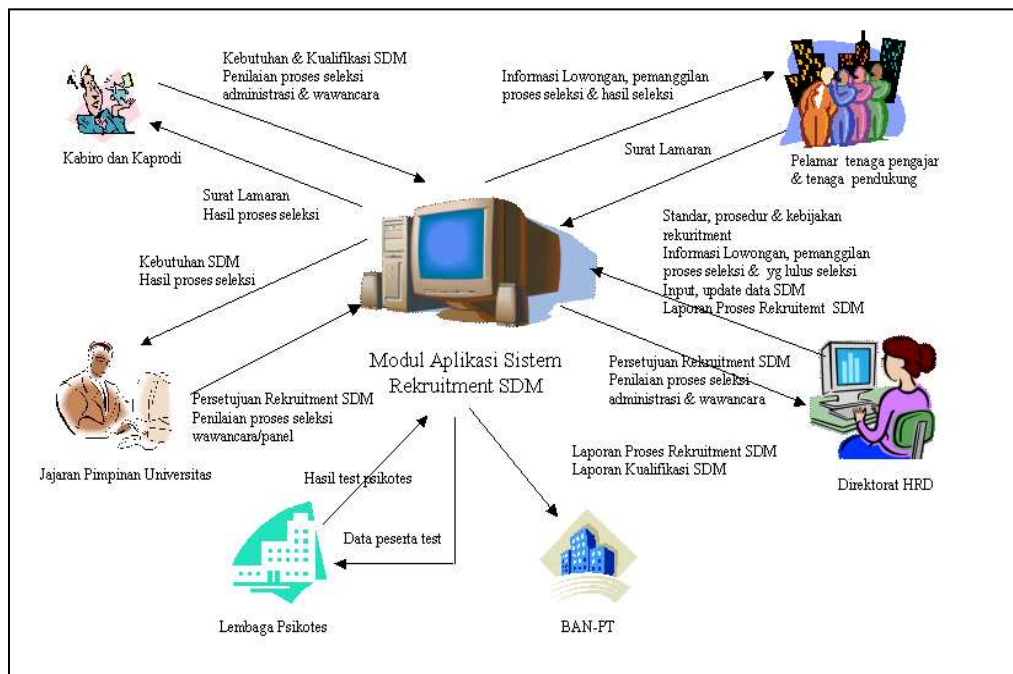 Kebutuhan & Kualifikasi SDM
Penilaian proses seleksi
administrasi & wawancara
Informasi Lowongan, pemanggilan
proses seleksi & hasil seleksi
Kabiro dan Kaprodi
Surat Lamaran
Pelamar tenaga pengajar
& tenaga pendukung
Surat Lamaran
Hasil proses seleksi
Standar, prosedur & kebijakan
rekuritment
Informasi Lowongan, pemanggilan
proses seleksi & yg lulus seleksi
Input, update data SDM
Laporan Proses Rekruitemt SDM
Kebutuhan SDM
Hasil proses seleksi
Modul Aplikasi Sistem
Rekruitment SDM
Persetujuan Rekruitment SDM
Penilaian proses seleksi
administrasi & wawancara
Persetujuan Rekruitment SDM
Penilaian proses seleksi
wawancara/panel
Jajaran Pimpinan Universitas
Direktorat HRD
Laporan Proses Rekruitment SDM
Laporan Kualifikasi SDM
Hasil test psikotes
Data peserta test
Lembaga Psikotes
BAN-PT